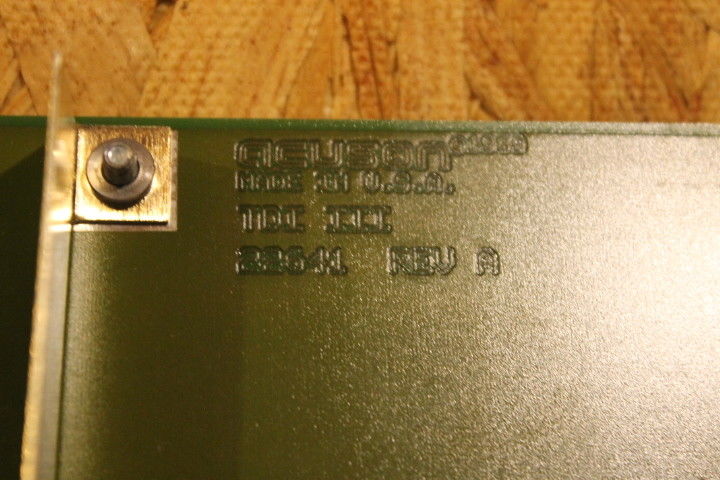 acuson
MADE IN U.S.A.
TDI III
22641 REV A